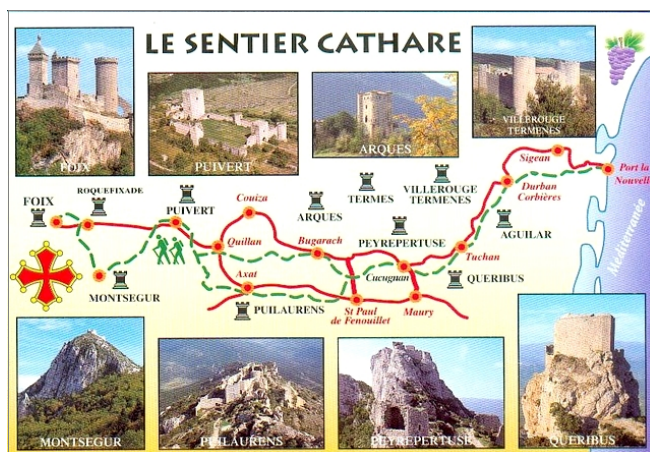 LE SENTIER CATHARE
FOIX
PUIVERT
ARQUES
VILLEROUGE
TERMENES
Sigean
Port la
Nouvelle
ROQUEFIXADE
FOIX
PUIVERT
Couiza
ARQUES
TERMES
VILLEROUGE
TERMENES
Durban
Corbières
AGUILAR
Quillan
Bugarach
PEYREPERTUSE
Tuchan
Méditerranée
MONTSEGUR
Axat
Cucugnan
QUERIBUS
PUILAURENS
St Paul
de Fenouillet
Maury
MONTSEGUR
PUILAURENS
PEYREPERTUSE
QUERIBUS